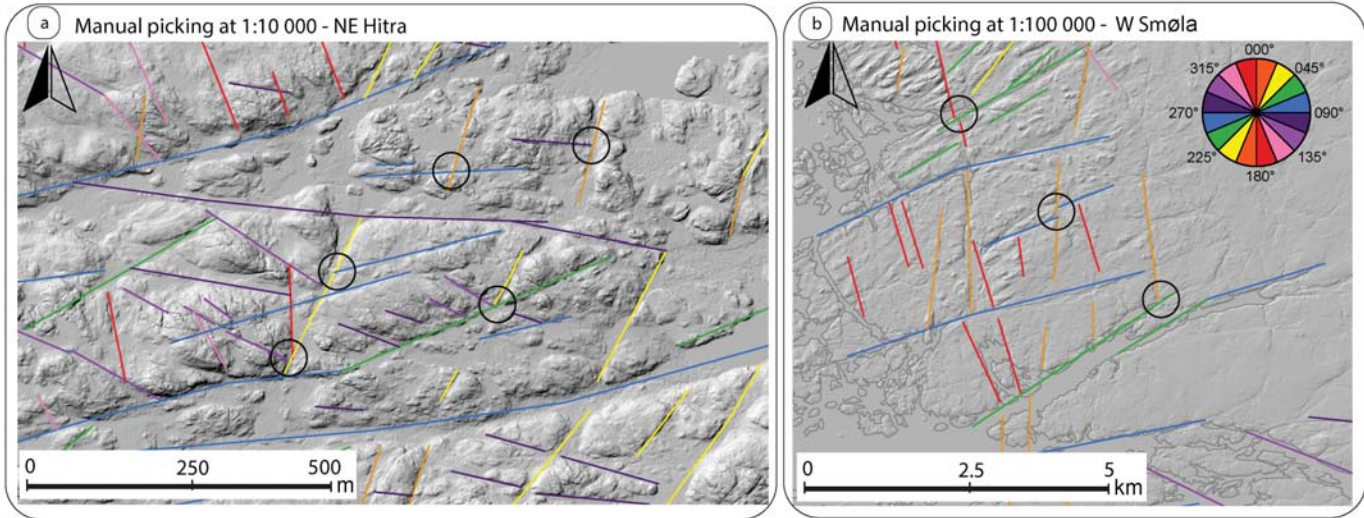 a Manual picking at 1:10 000 - NE Hitra
0 250 500
m
b Manual picking at 1:100 000 - W Smøla
000°
315° 045°
270° 090°
225° 135°
180°
0 2.5 5
km